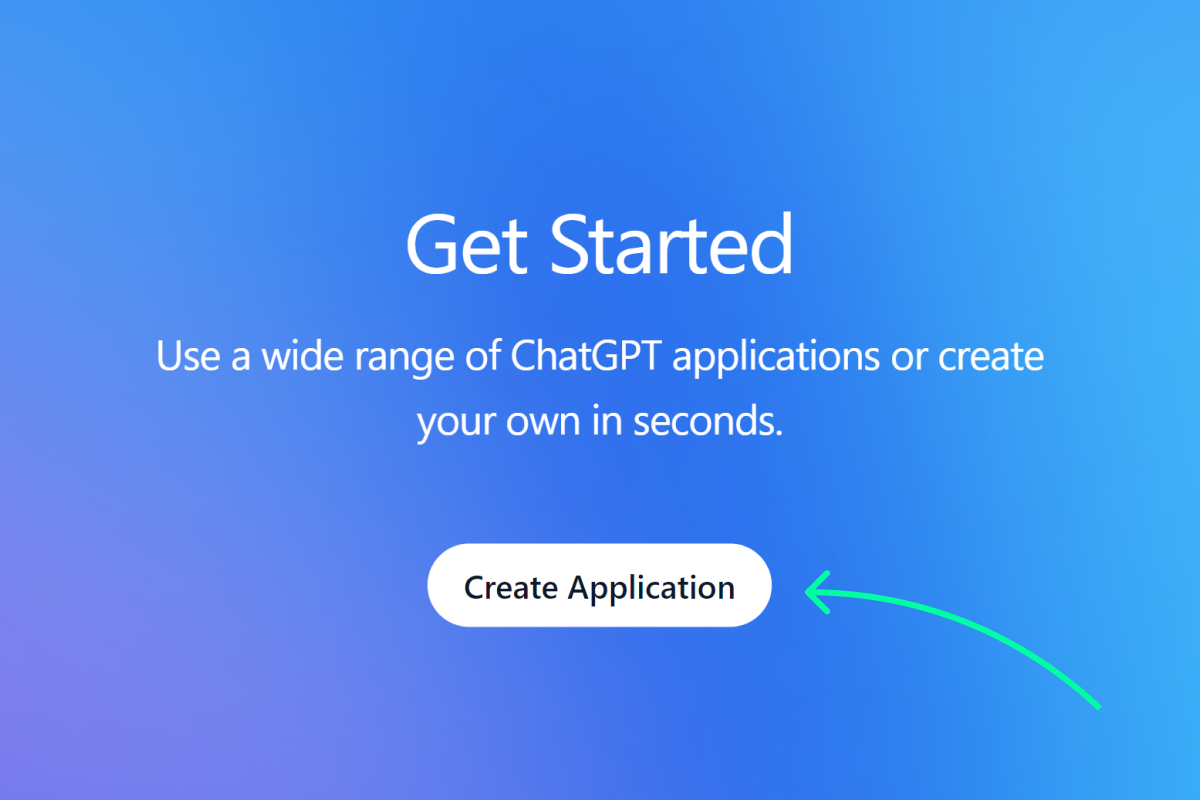 Get Started
Use a wide range of ChatGPT applications or create
your own in seconds.
Create Application